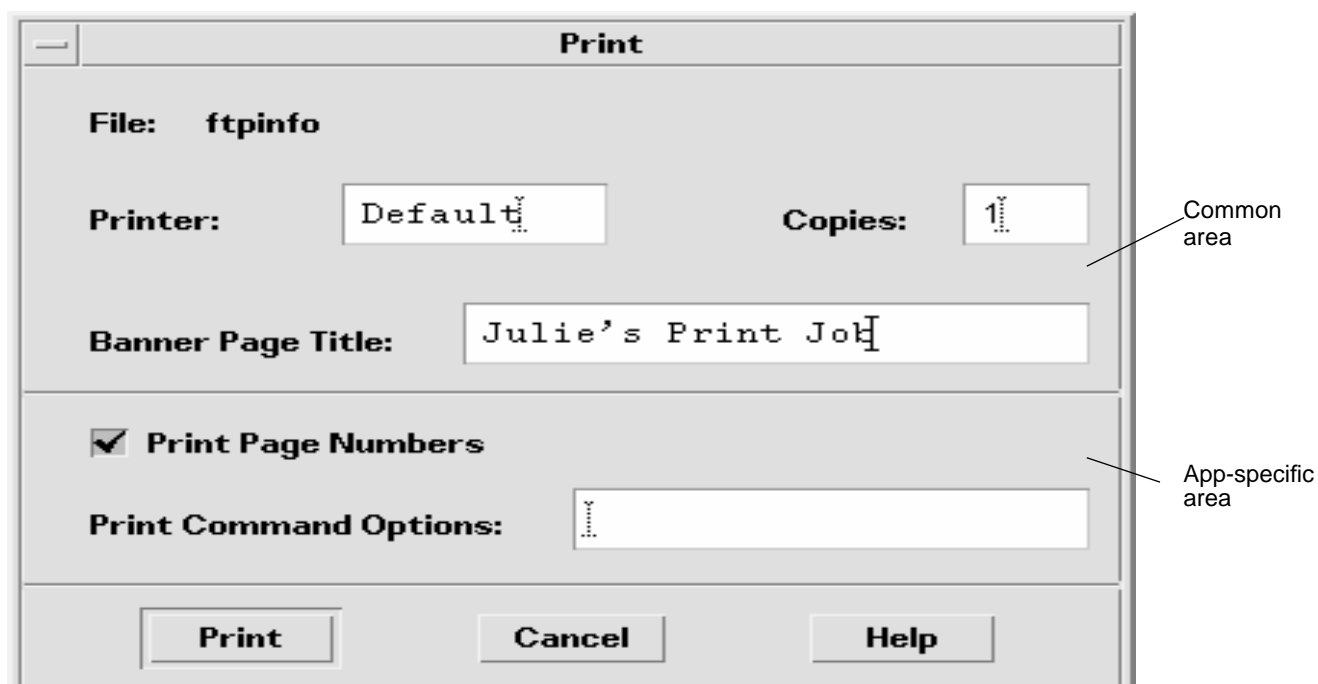 Print
File: ftpinfo
Printer: Default Copies: 1
Common
area
Banner Page Title: Julie's Print Job
Print Page Numbers
App-specific
area
Print Command Options:
Print Cancel Help